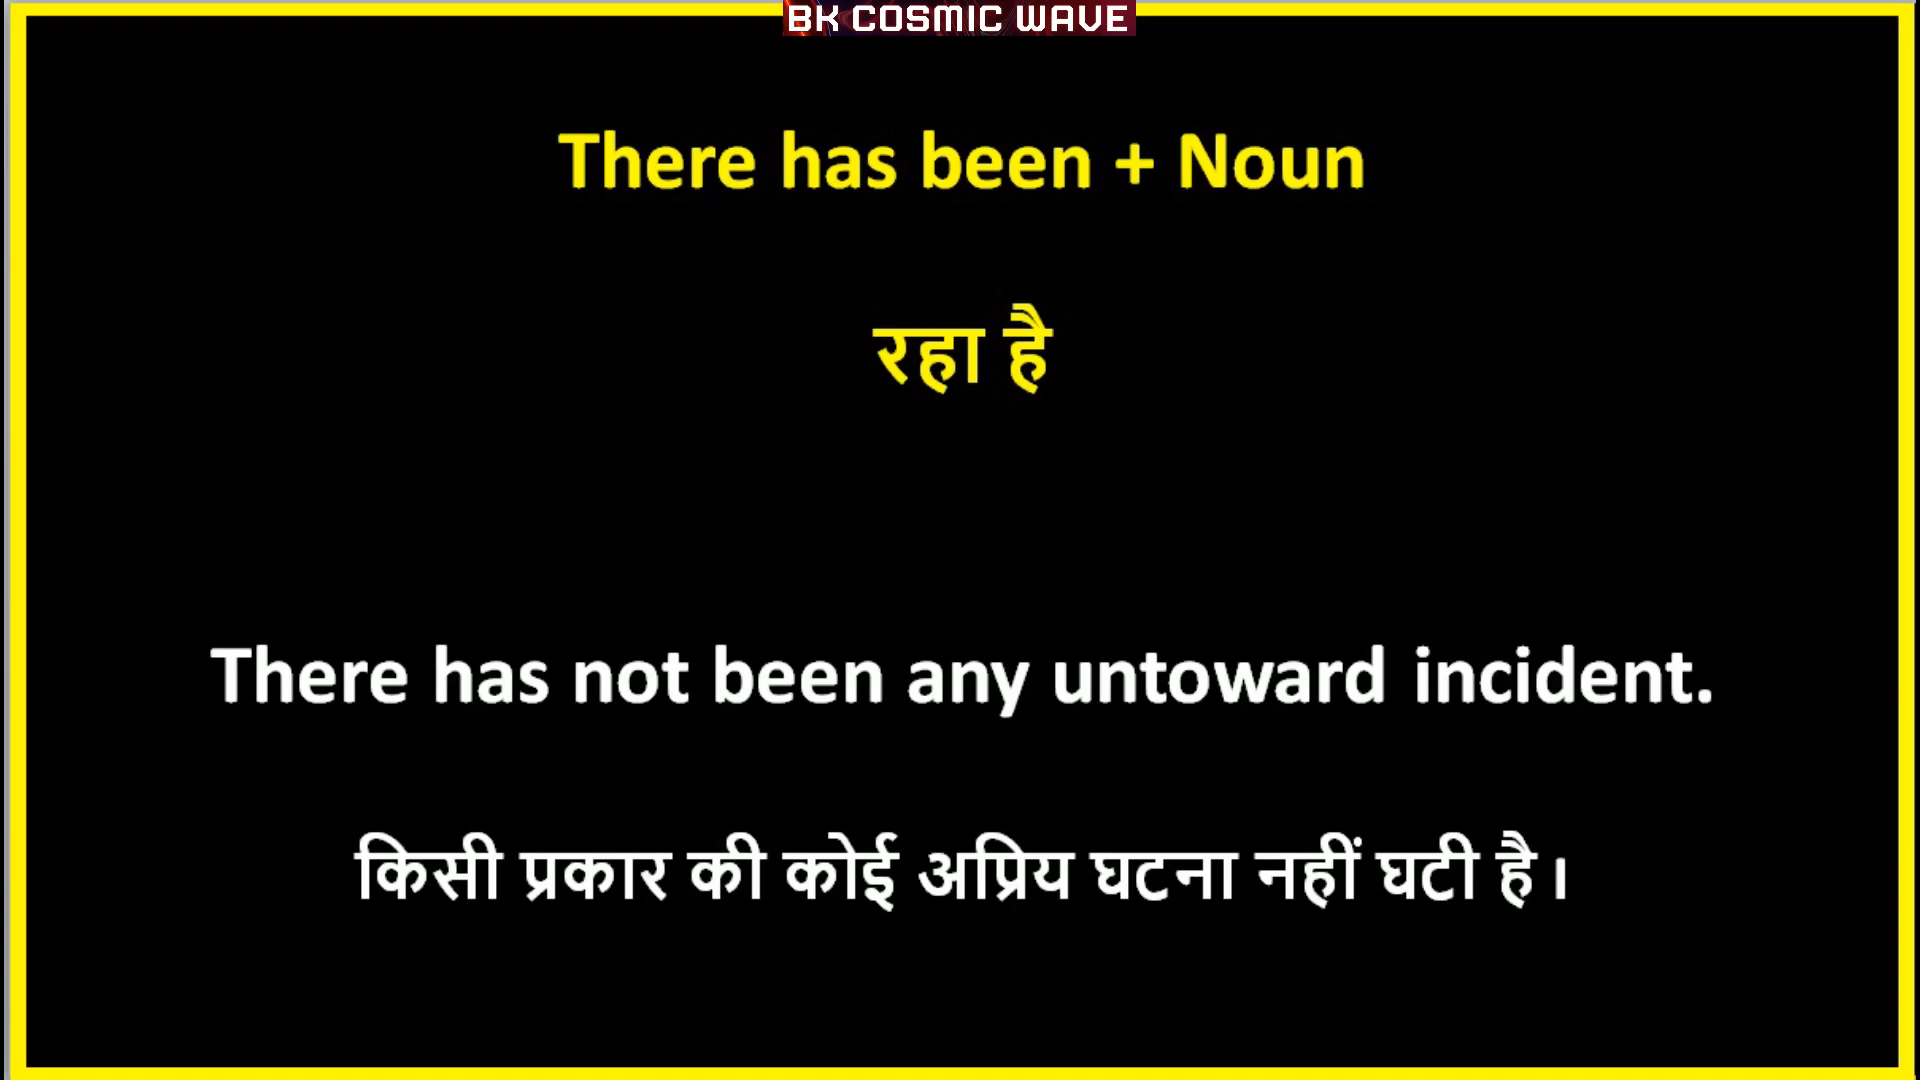 BK COSMIC WAVE
There has been + Noun
रहा है
There has not been any untoward incident.
किसी प्रकार की कोई अप्रिय घटना नहीं घटी है।